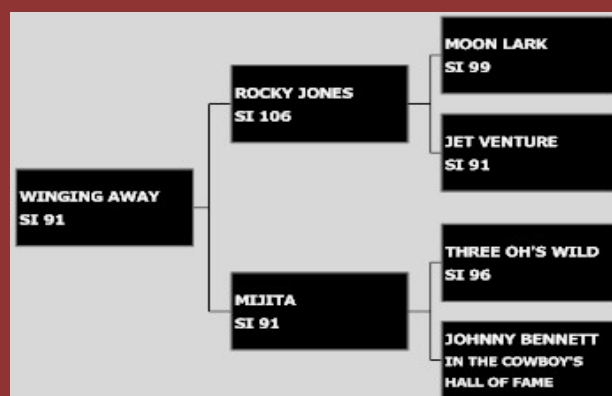 MOON LARK
SI 99
ROCKY JONES
SI 106
JET VENTURE
SI 91
WINGING AWAY
SI 91
THREE OH'S WILD
SI 96
MIJITA
SI 91
JOHNNY BENNETT
IN THE COWBOY'S
HALL OF FAME